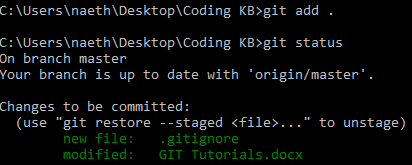 C:\Users\naeth\Desktop\Coding KB>git add .
C:\Users\naeth\Desktop\Coding KB>git status
On branch master
Your branch is up to date with 'origin/master'.
Changes to be committed:
  (use "git restore --staged <file>..." to unstage)
        new file:   .gitignore
        modified:   GIT Tutorials.docx